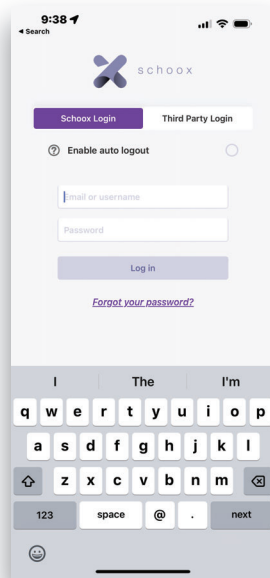 9:38
◀ Search
schoox
Schoox Login Third Party Login
? Enable auto logout
Email or username
Password
Log in
Forgot your password?
I The I'm
q w e r t y u i o p
a s d f g h j k l
z x c v b n m
123 space @ . next